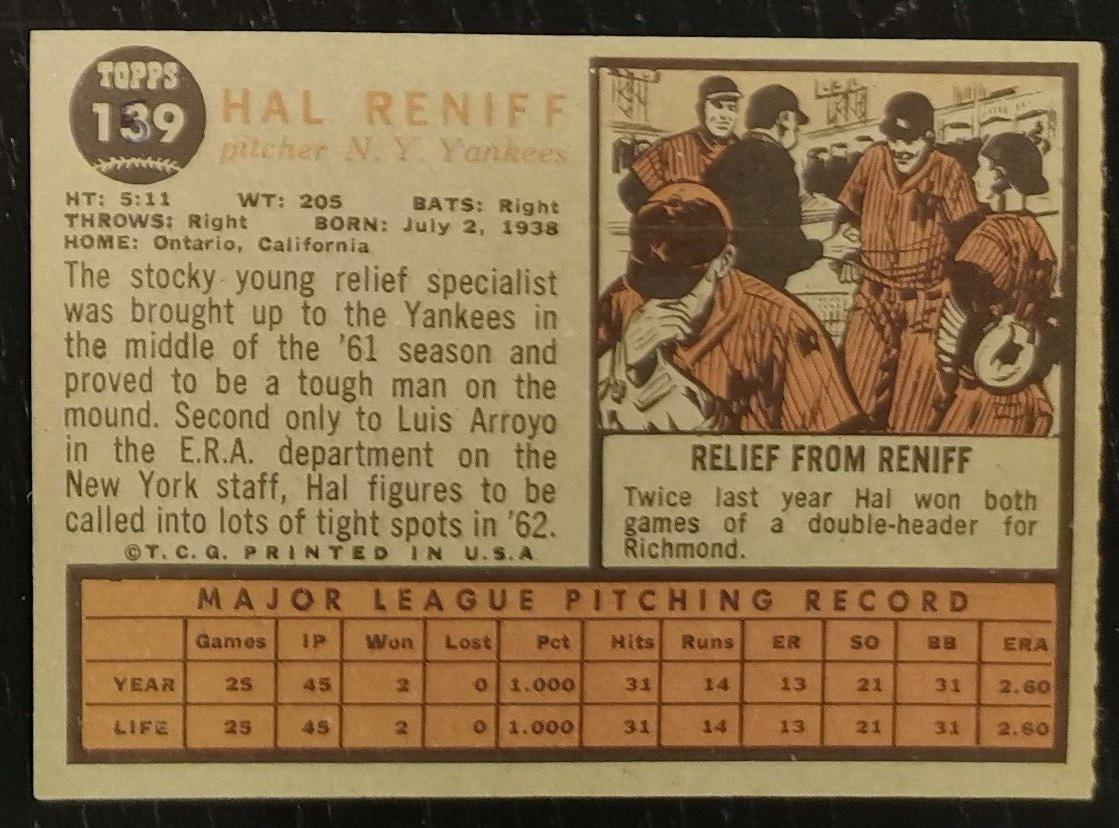 TOPPS
139
HAL RENIFF
pitcher N. Y. Yankees
HT: 5:11 WT: 205 BATS: Right
THROWS: Right BORN: July 2, 1938
HOME: Ontario, California
The stocky young relief specialist
was brought up to the Yankees in
the middle of the '61 season and
proved to be a tough man on the
mound. Second only to Luis Arroyo
in the E.R.A. department on the
New York staff, Hal figures to be
called into lots of tight spots in '62.
©T. C. G. PRINTED IN U.S.A
RELIEF FROM RENIFF
Twice last year Hal won both
games of a double-header for
Richmond.
MAJOR LEAGUE PITCHING RECORD
Games IP Won Lost Pct Hits Runs ER SO BB ERA
YEAR 25 45 2 0 1.000 31 14 13 21 31 2.60
LIFE 25 45 2 0 1.000 31 14 13 21 31 2.60